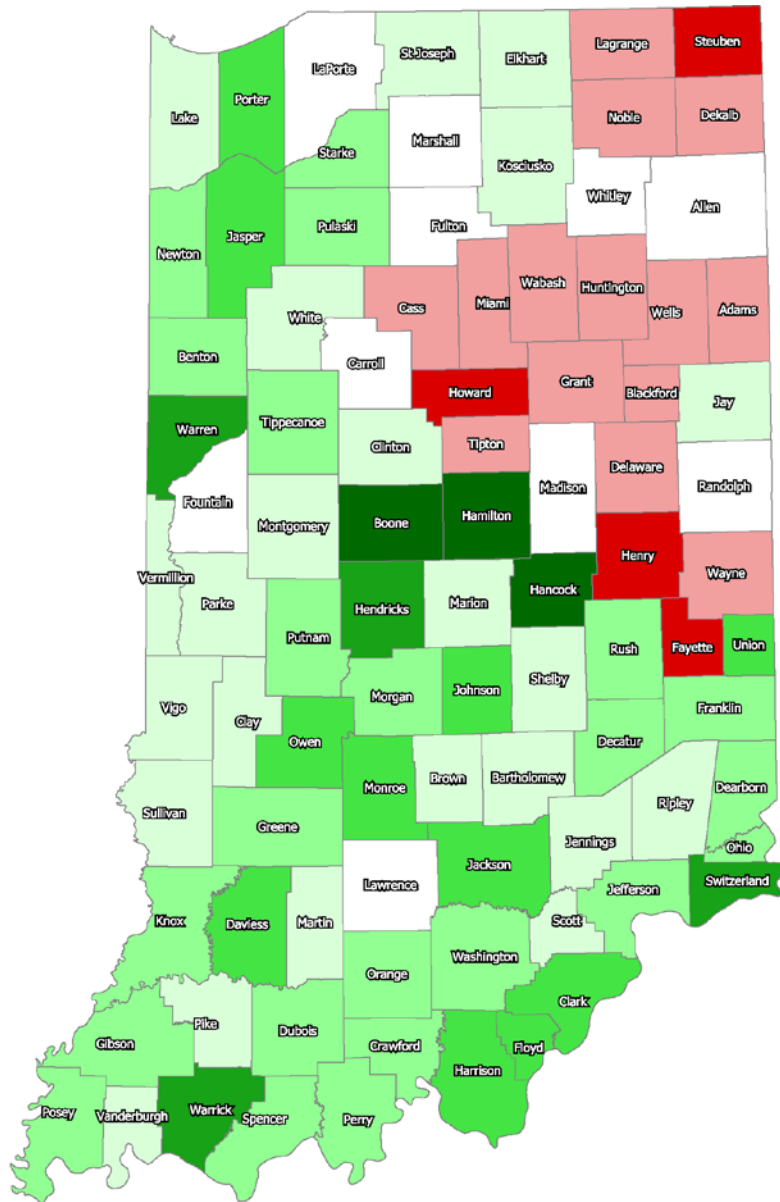 Steuben
Lagrange
St Joseph
Elkhart
LaPorte
Porter
Lake
Noble
Dekalb
Marshall
Starke
Kosciusko
Whitley
Allen
Fulton
Pulaski
Jasper
Newton
Wabash
Huntington
Miami
Cass
Wells
Adams
White
Benton
Carroll
Howard
Grant
Blackford
Jay
Warren
Tippecanoe
Clinton
Tipton
Delaware
Madison
Randolph
Fountain
Montgomery
Boone
Hamilton
Henry
Wayne
Vermillion
Parke
Hendricks
Marion
Hancock
Putnam
Rush
Fayette
Union
Morgan
Johnson
Shelby
Franklin
Vigo
Clay
Owen
Decatur
Monroe
Brown
Bartholomew
Dearborn
Ripley
Sullivan
Greene
Jennings
Ohio
Jackson
Lawrence
Switzerland
Jefferson
Knox
Daviess
Martin
Scott
Washington
Orange
Clark
Pike
Dubois
Gibson
Crawford
Floyd
Harrison
Posey
Vanderburgh
Warrick
Spencer
Perry